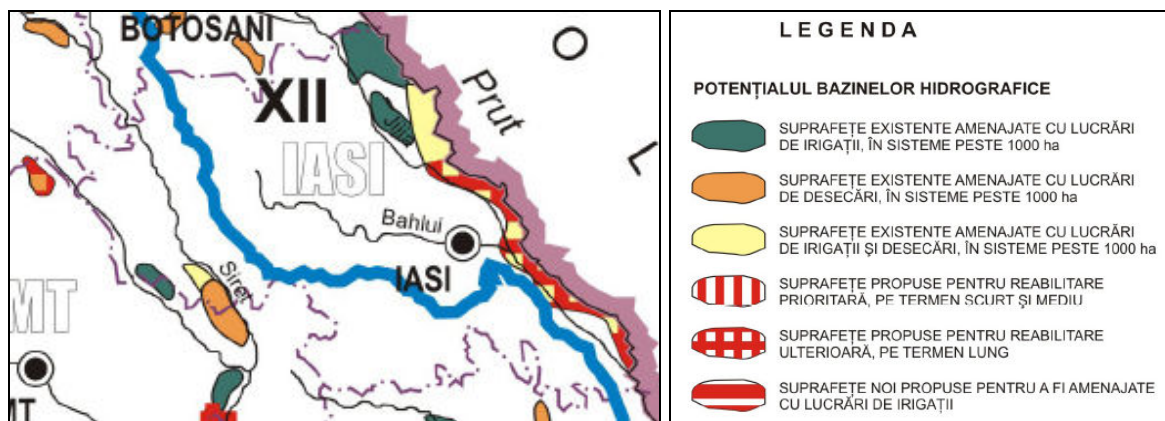 BOTOSANI
XII
Prut
O
L
IASI
Bahlui
IASI
Siret
MT
MT
LEGENDA
POTENȚIALUL BAZINELOR HIDROGRAFICE
SUPRAFEȚE EXISTENTE AMENAJATE CU LUCRĂRI
DE IRIGAȚII, ÎN SISTEME PESTE 1000 ha
SUPRAFEȚE EXISTENTE AMENAJATE CU LUCRĂRI
DE DESECĂRI, ÎN SISTEME PESTE 1000 ha
SUPRAFEȚE EXISTENTE AMENAJATE CU LUCRĂRI
DE IRIGAȚII ȘI DESECĂRI, ÎN SISTEME PESTE 1000 ha
SUPRAFEȚE PROPUSE PENTRU REABILITARE
PRIORITARĂ, PE TERMEN SCURT ȘI MEDIU
SUPRAFEȚE PROPUSE PENTRU REABILITARE
ULTERIOARĂ, PE TERMEN LUNG
SUPRAFEȚE NOI PROPUSE PENTRU A FI AMENAJATE
CU LUCRĂRI DE IRIGAȚII